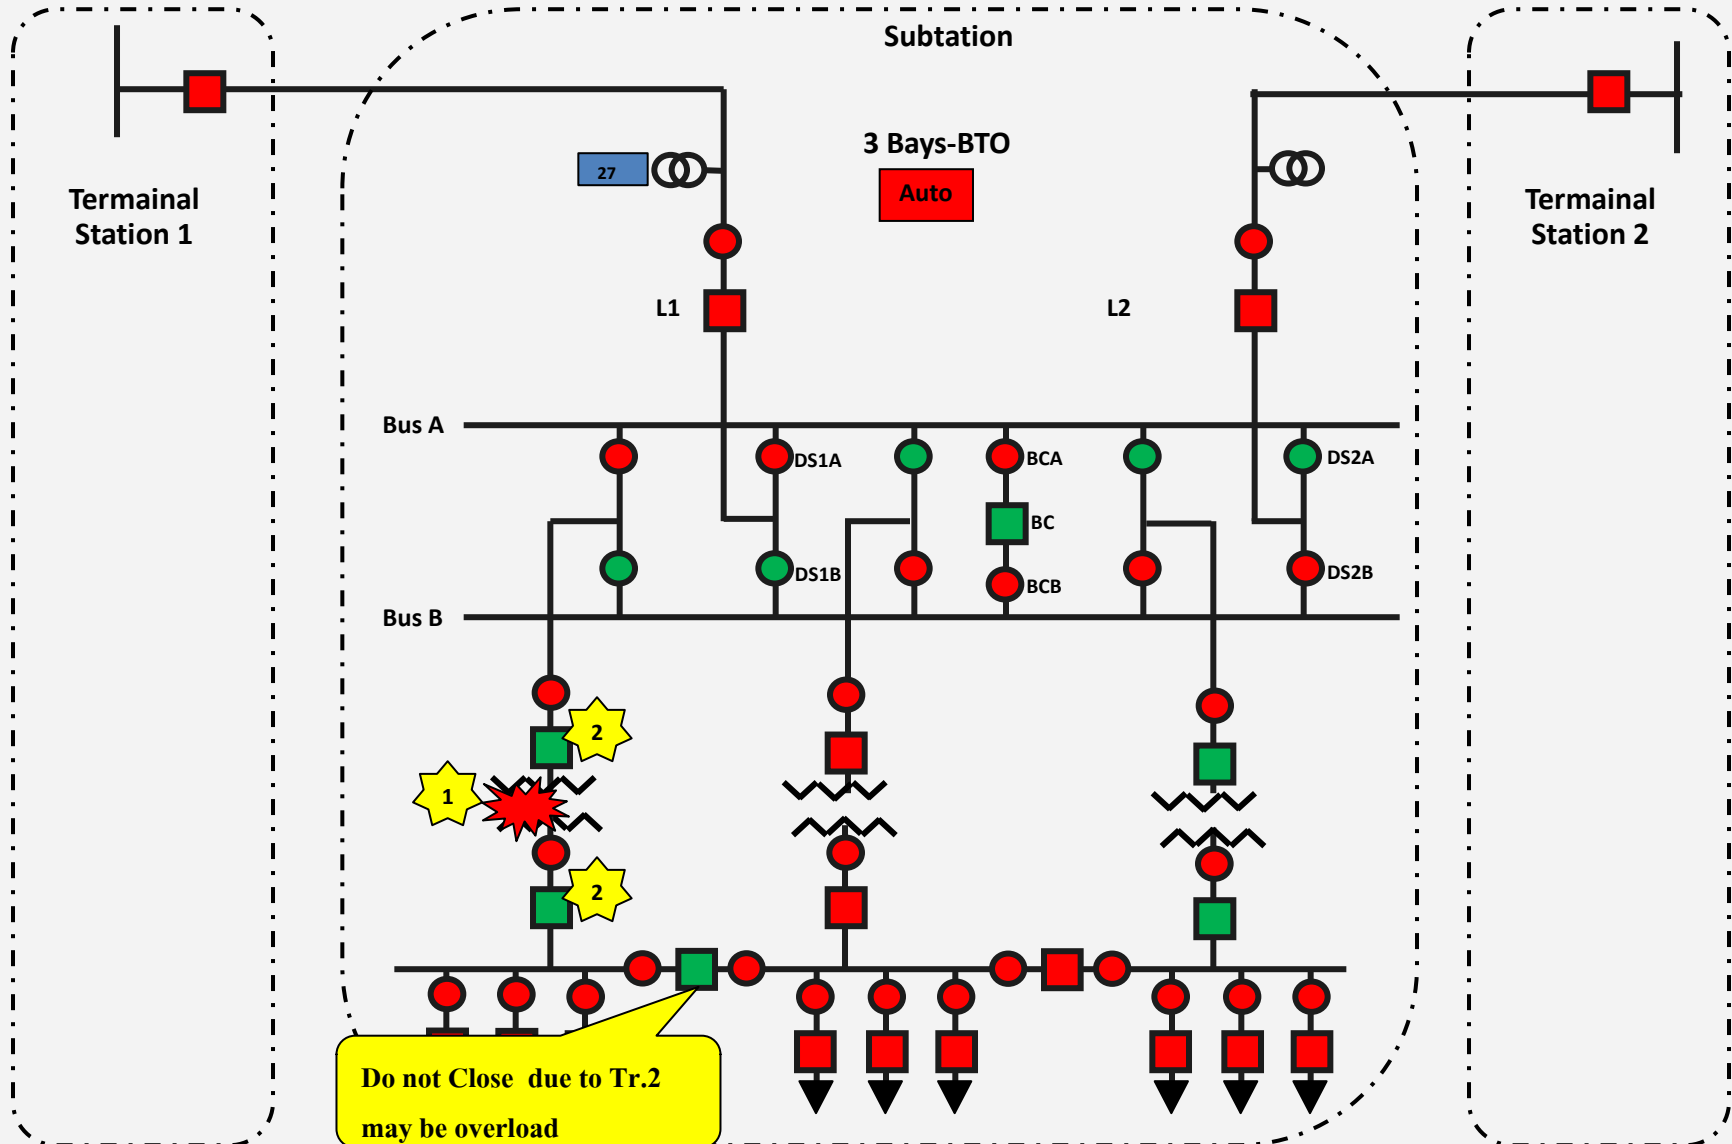 Subtation
3 Bays-BTO
Auto
27
Termainal
Station 1
Termainal
Station 2
L1
L2
Bus A
DS1A
BCA
DS2A
BC
DS1B
BCB
DS2B
Bus B
2
1
2
Do not Close due to Tr.2
may be overload